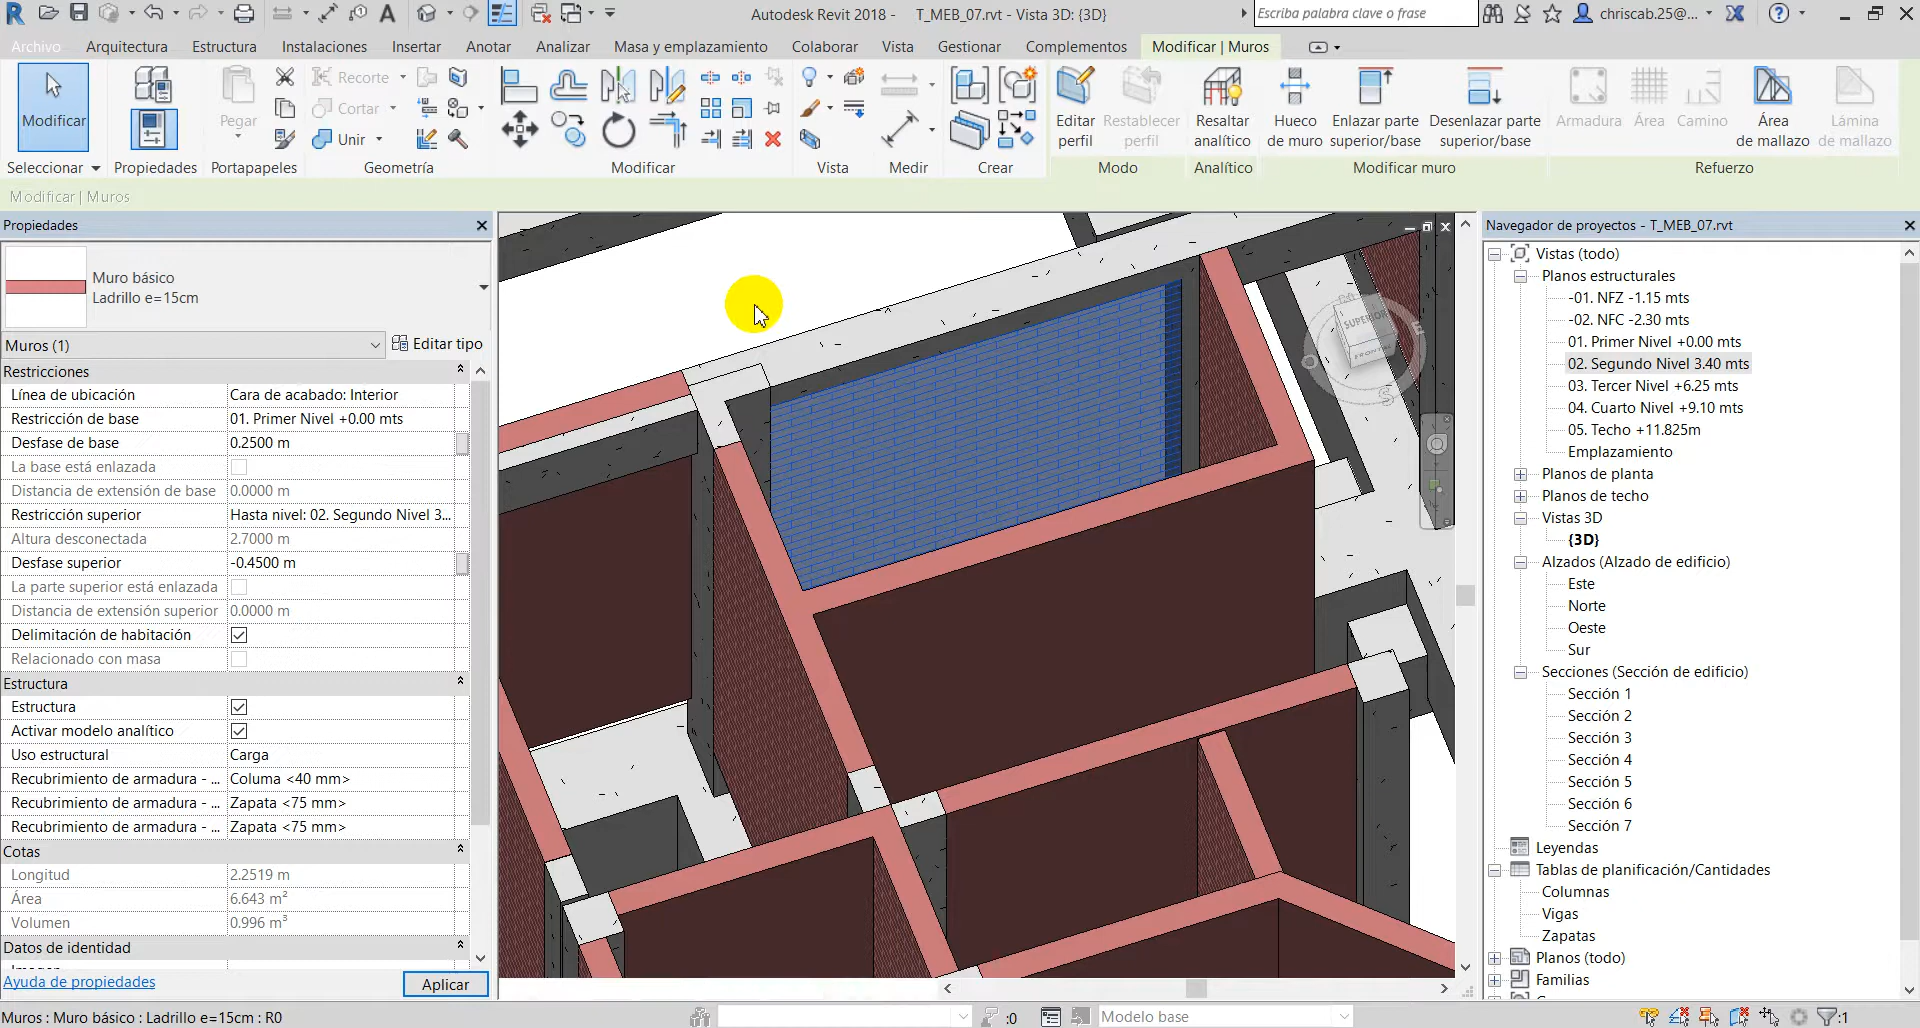 Autodesk Revit 2018 - T_MEB_07.rvt - Vista 3D: {3D}
Escriba palabra clave o frase
chriscab.25@...
Archivo Arquitectura Estructura Instalaciones Insertar Anotar Analizar Masa y emplazamiento Colaborar Vista Gestionar Complementos Modificar | Muros
Modificar
Pegar
Recorte
Cortar
Unir
Editar perfil
Restablecer perfil
Resaltar analítico
Hueco de muro
Enlazar parte superior/base
Desenlazar parte superior/base
Armadura
Área
Camino
Área de mallazo
Lámina de mallazo
Seleccionar Propiedades Portapapeles Geometría Modificar Vista Medir Crear Modo Analítico Modificar muro Refuerzo
Modificar | Muros
Propiedades
Muro básico
Ladrillo e=15cm
Muros (1)
Editar tipo
Restricciones
Línea de ubicación Cara de acabado: Interior
Restricción de base 01. Primer Nivel +0.00 mts
Desfase de base 0.2500 m
La base está enlazada
Distancia de extensión de base 0.0000 m
Restricción superior Hasta nivel: 02. Segundo Nivel 3...
Altura desconectada 2.7000 m
Desfase superior -0.4500 m
La parte superior está enlazada
Distancia de extensión superior 0.0000 m
Delimitación de habitación
Relacionado con masa
Estructura
Estructura
Activar modelo analítico
Uso estructural Carga
Recubrimiento de armadura - ... Columa <40 mm>
Recubrimiento de armadura - ... Zapata <75 mm>
Recubrimiento de armadura - ... Zapata <75 mm>
Cotas
Longitud 2.2519 m
Área 6.643 m²
Volumen 0.996 m³
Datos de identidad
Ayuda de propiedades
Aplicar
SUPERIOR
FRONTAL
O
S
E
Navegador de proyectos - T_MEB_07.rvt
Vistas (todo)
Planos estructurales
-01. NFZ -1.15 mts
-02. NFC -2.30 mts
01. Primer Nivel +0.00 mts
02. Segundo Nivel 3.40 mts
03. Tercer Nivel +6.25 mts
04. Cuarto Nivel +9.10 mts
05. Techo +11.825m
Emplazamiento
Planos de planta
Planos de techo
Vistas 3D
{3D}
Alzados (Alzado de edificio)
Este
Norte
Oeste
Sur
Secciones (Sección de edificio)
Sección 1
Sección 2
Sección 3
Sección 4
Sección 5
Sección 6
Sección 7
Leyendas
Tablas de planificación/Cantidades
Columnas
Vigas
Zapatas
Planos (todo)
Familias
Muros : Muro básico : Ladrillo e=15cm : R0
:0
Modelo base
:1